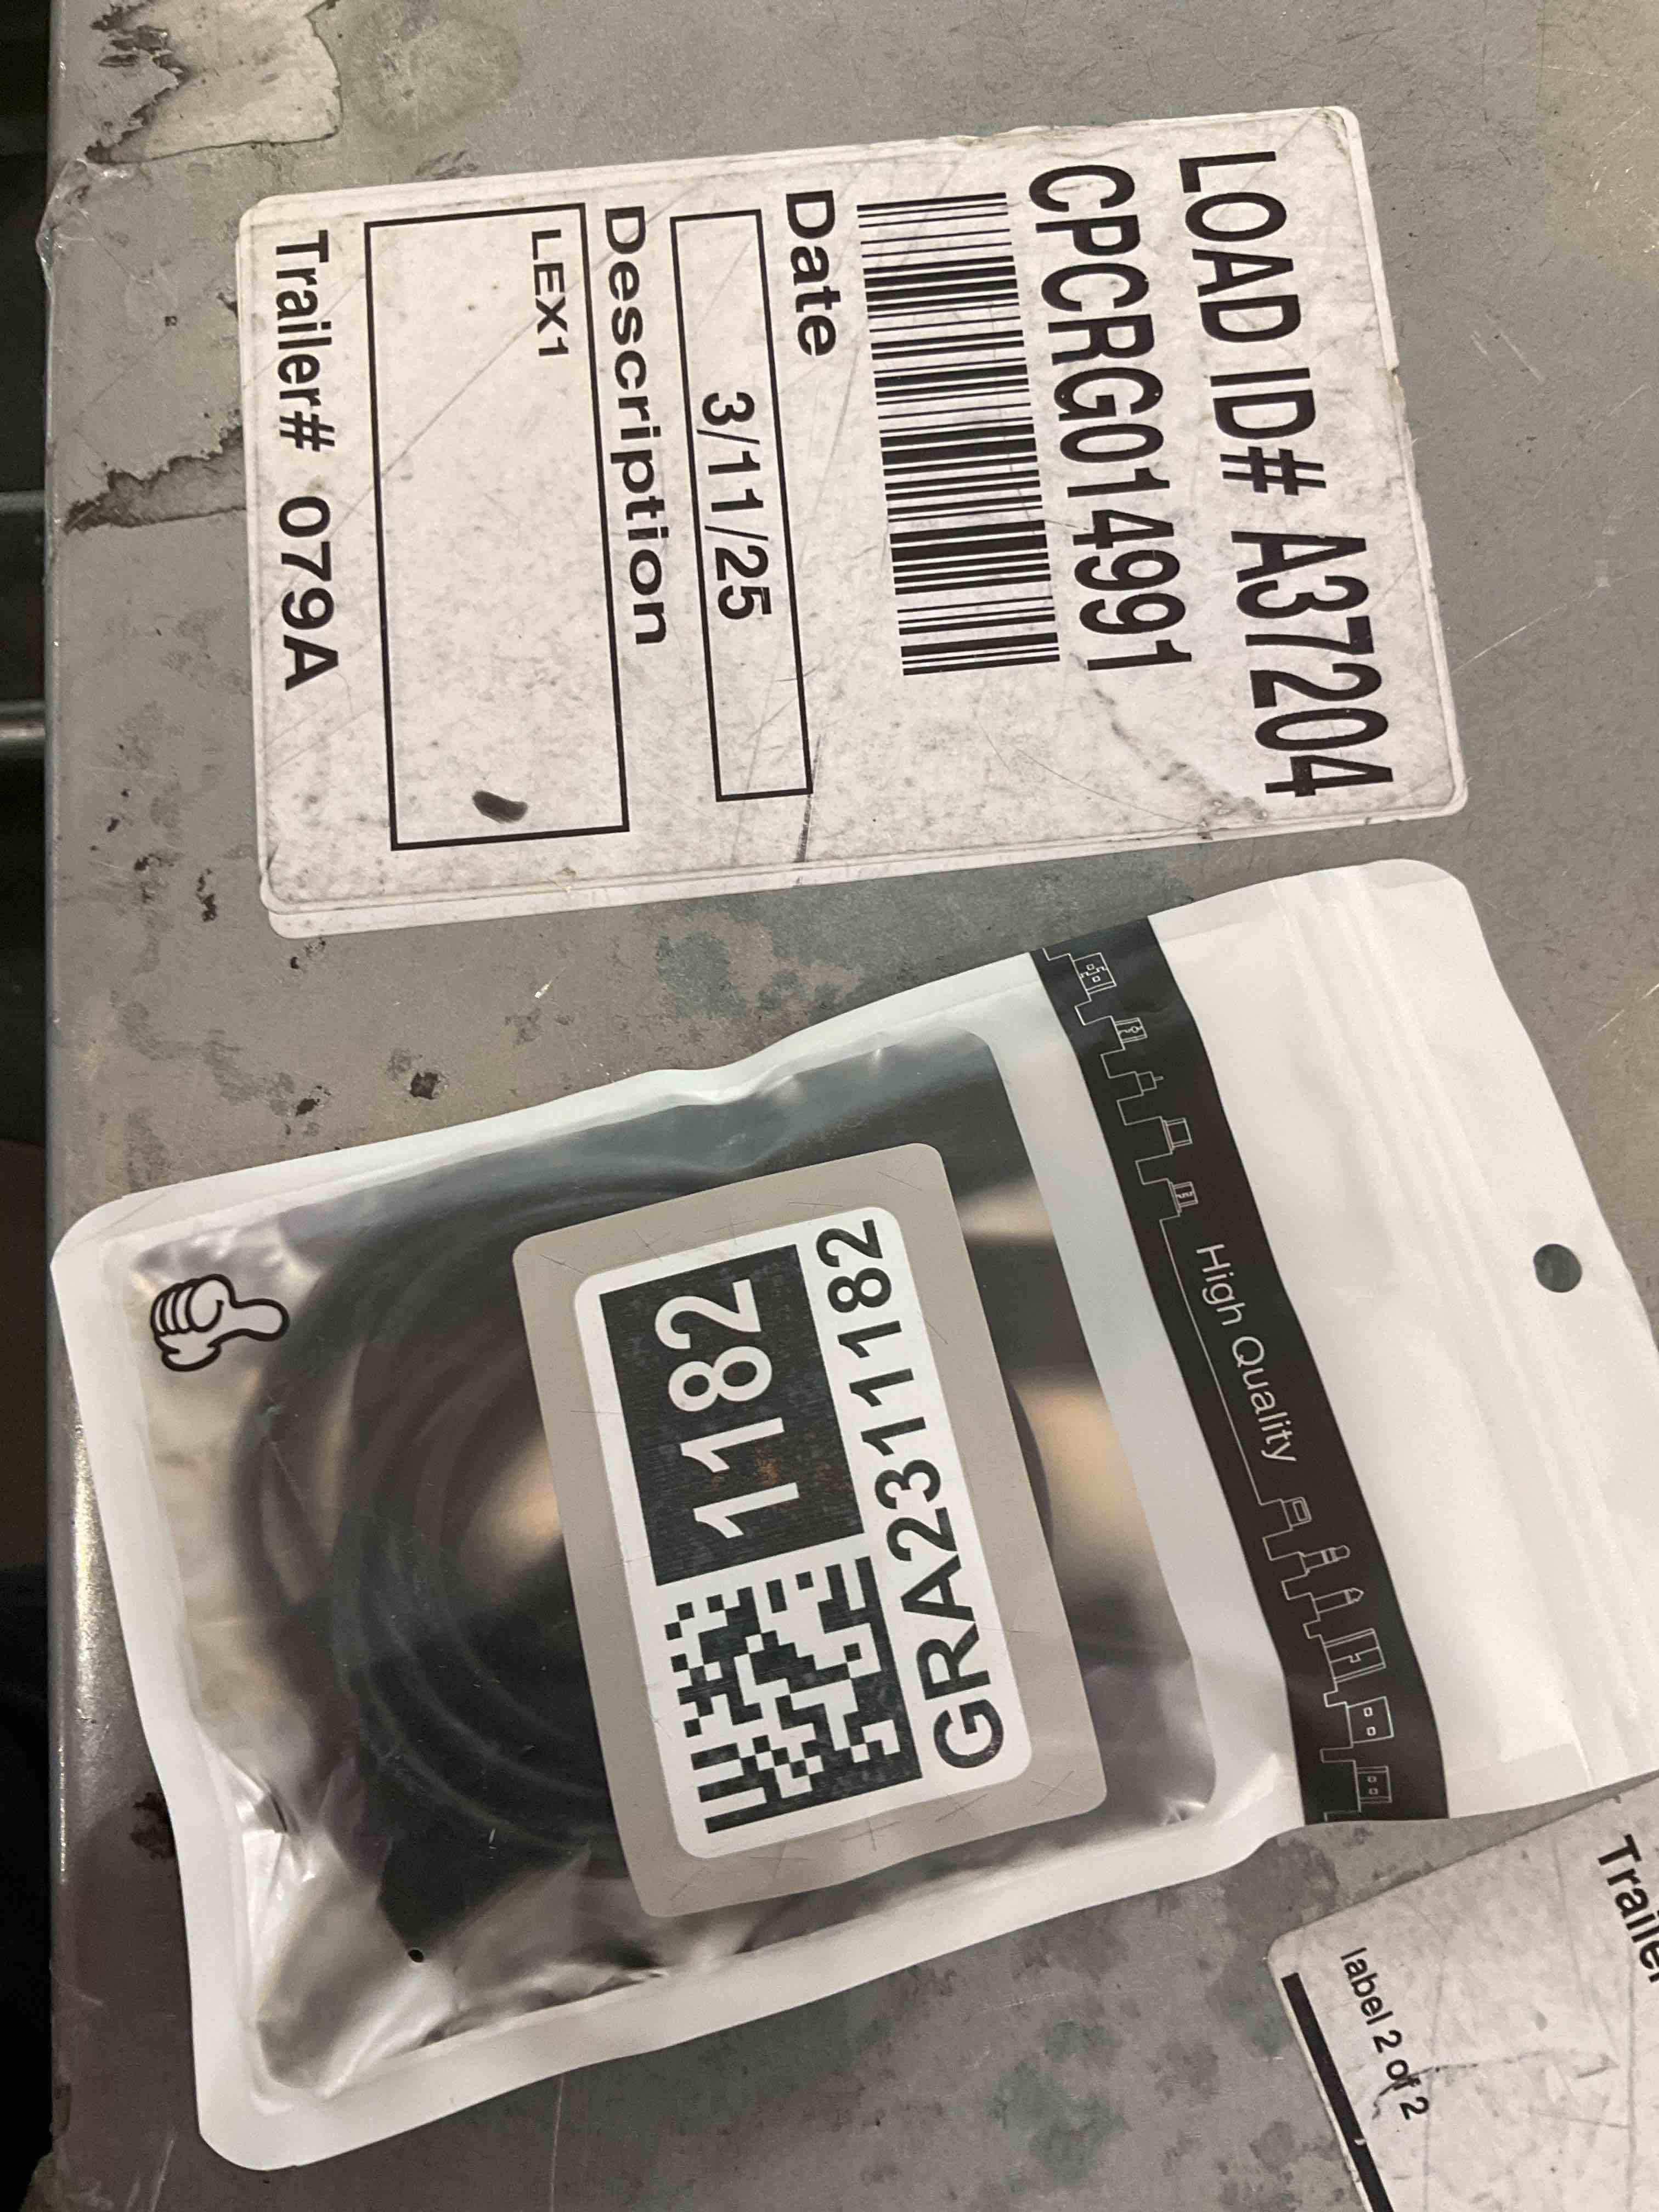 LOAD ID# A37204
CPCRG014991
Date
3/11/25
Description
LEX1
Trailer# 079A
High Quality
1182
GRA231182
Trailer
label 2 of 2